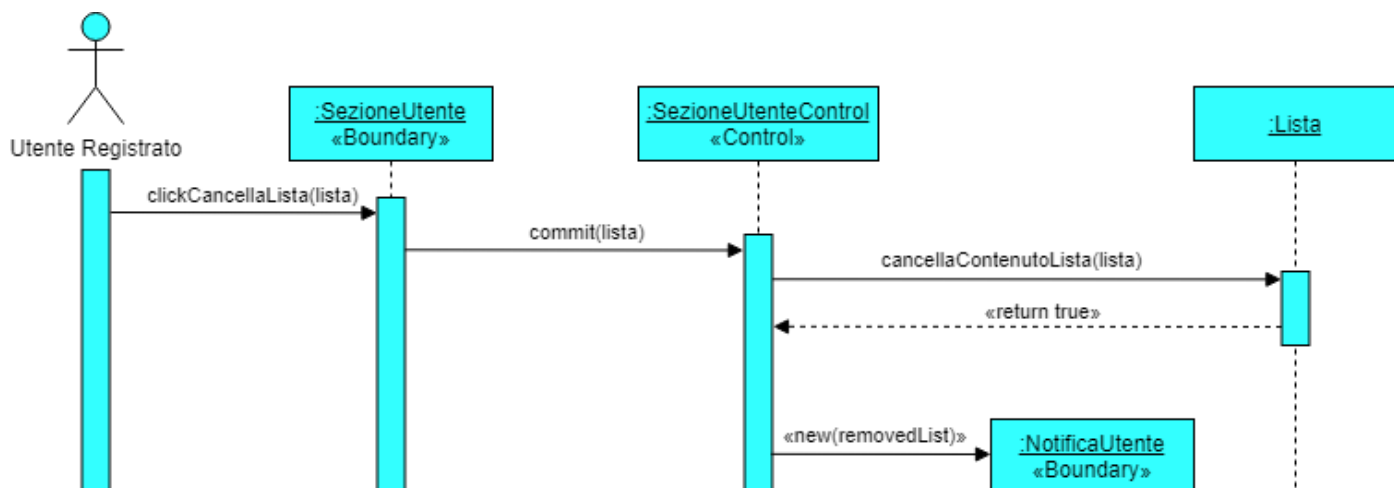 :SezioneUtente
«Boundary»
:SezioneUtenteControl
«Control»
:Lista
Utente Registrato
clickCancellaLista(lista)
commit(lista)
cancellaContenutoLista(lista)
«return true»
«new(removedList)»
:NotificaUtente
«Boundary»